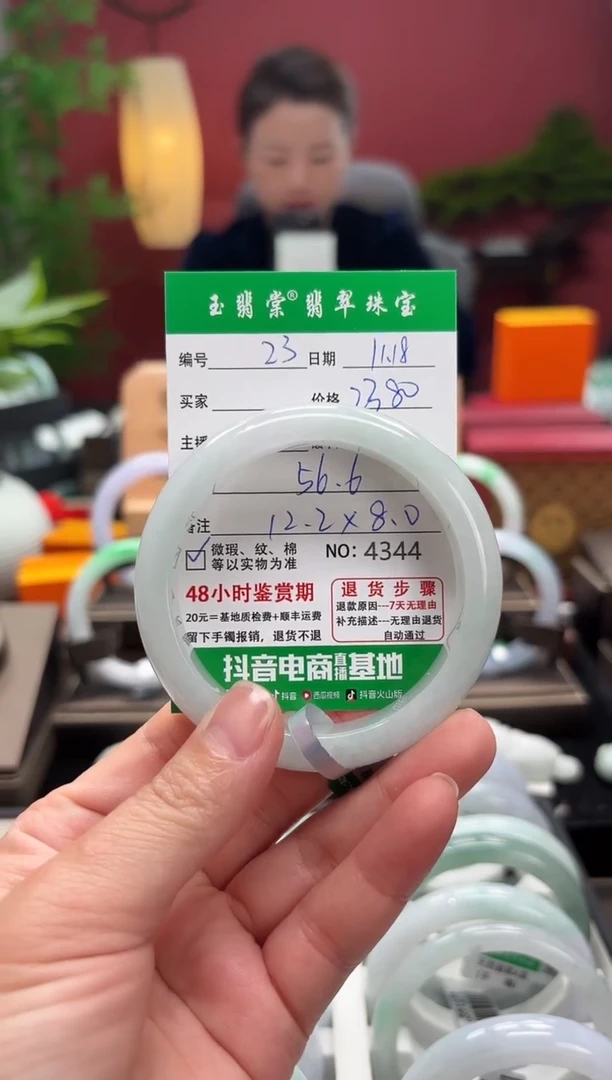 玉翡棠®翡翠珠宝
编号 23 日期 11.18
买家 价格 2380
主播
56.6
备注 12.2×8.0
微瑕、纹、棉
等以实物为准
NO: 4344
48小时鉴赏期
20元=基地质检费+顺丰运费
留下手镯报销，退货不退
退货步骤
退款原因---7天无理由
补充描述---无理由退货
自动通过
抖音电商直播基地
抖音 西瓜视频 抖音火山版